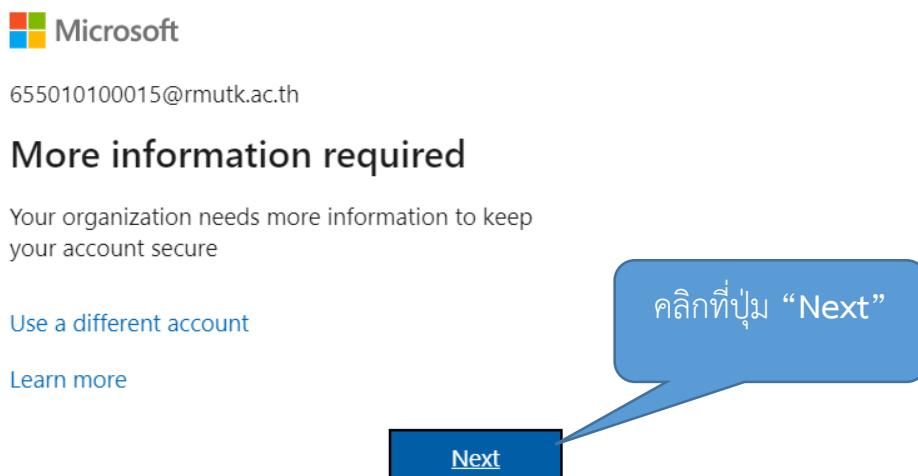 Microsoft
655010100015@rmutk.ac.th
More information required
Your organization needs more information to keep
your account secure
Use a different account
Learn more
คลิกที่ปุ่ม “Next”
Next